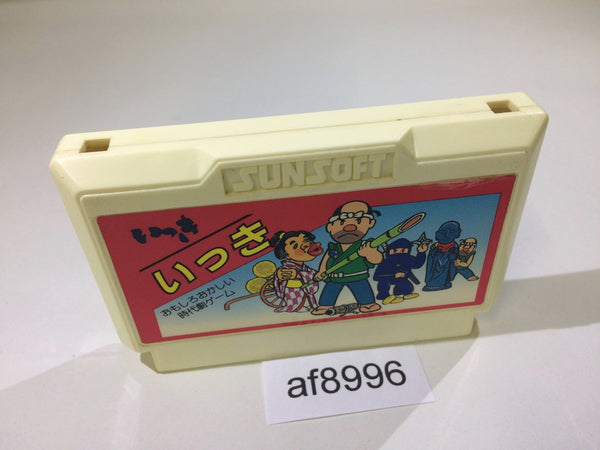 SUNSOFT
いっき
いっき
おもしろおかしい
時代劇ゲーム
af8996